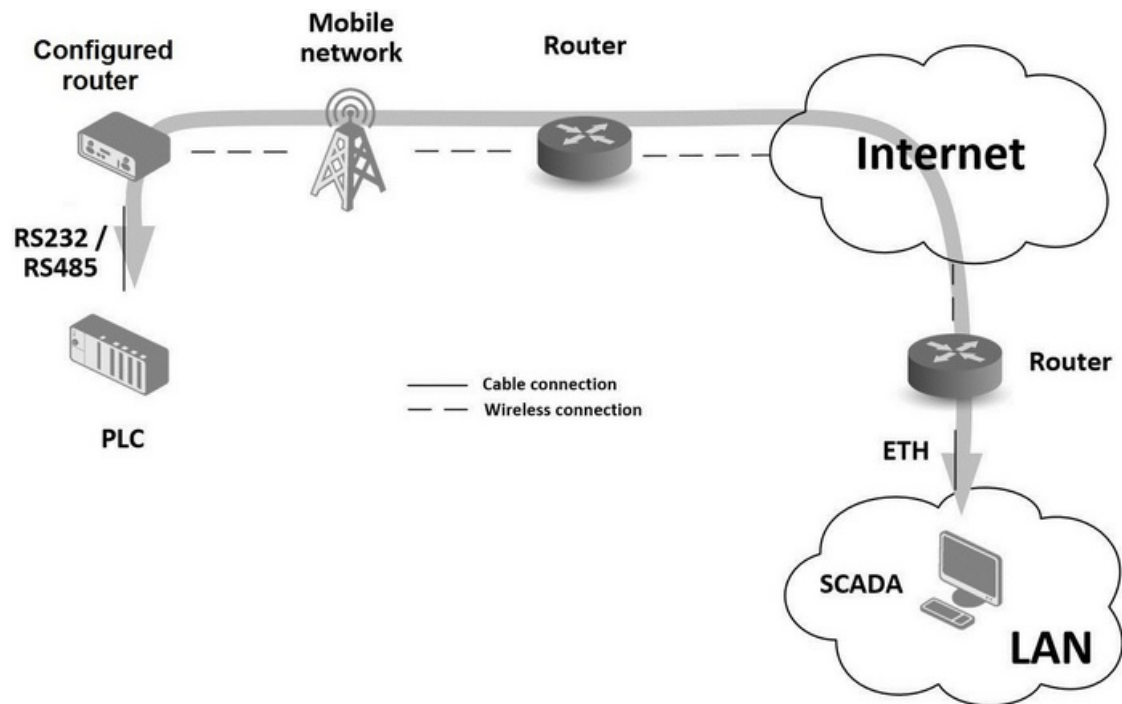 Configured
router
Mobile
network
Router
Internet
RS232 /
RS485
PLC
Cable connection
Wireless connection
Router
ETH
SCADA
LAN